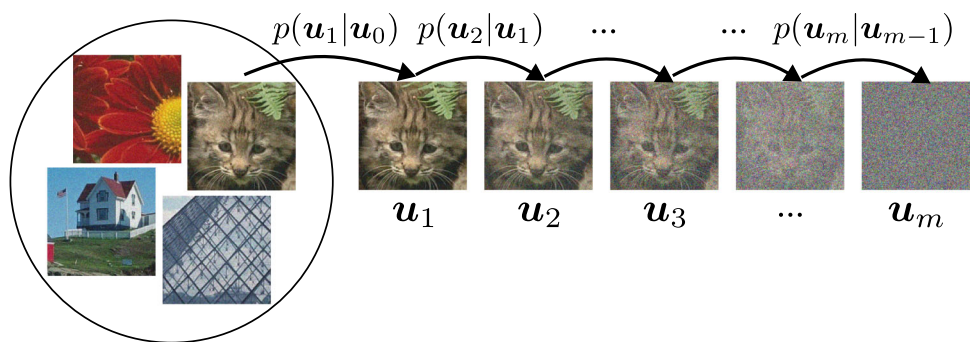 p(u₁|u₀) p(u₂|u₁) ... ... p(uₘ|uₘ₋₁)
u₁ u₂ u₃ ... uₘ